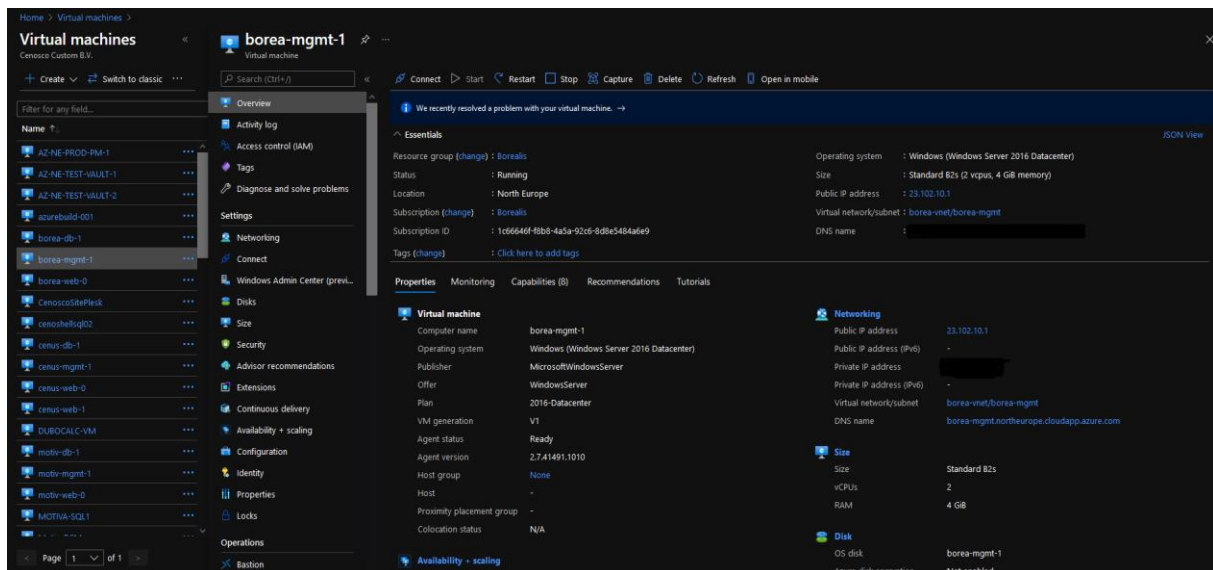 Home > Virtual machines >
Virtual machines
Cenosco Custom B.V.
Create
Switch to classic
Filter for any field...
Name ↑
AZ-NE-PROD-PM-1
AZ-NE-TEST-VAULT-1
AZ-NE-TEST-VAULT-2
azurebuild-001
borea-db-1
borea-mgmt-1
borea-web-0
CenoscoSitePlesk
cenoshellsql02
cenus-db-1
cenus-mgmt-1
cenus-web-0
cenus-web-1
DUBOCALC-VM
motiv-db-1
motiv-mgmt-1
motiv-web-0
MOTIVA-SQL1
< Page 1 of 1 >
borea-mgmt-1
Virtual machine
Search (Ctrl+/)
Overview
Activity log
Access control (IAM)
Tags
Diagnose and solve problems
Settings
Networking
Connect
Windows Admin Center (previ...
Disks
Size
Security
Advisor recommendations
Extensions
Continuous delivery
Availability + scaling
Configuration
Identity
Properties
Locks
Operations
Bastion
Connect Start Restart Stop Capture Delete Refresh Open in mobile
We recently resolved a problem with your virtual machine. →
Essentials
JSON View
Resource group (change) : Borealis
Status : Running
Location : North Europe
Subscription (change) : Borealis
Subscription ID : 1c66646f-f8b8-4a5a-92c6-8d8e5484a6e9
Tags (change) : Click here to add tags
Operating system : Windows (Windows Server 2016 Datacenter)
Size : Standard B2s (2 vcpus, 4 GiB memory)
Public IP address : 23.102.10.1
Virtual network/subnet : borea-vnet/borea-mgmt
DNS name :
Properties Monitoring Capabilities (8) Recommendations Tutorials
Virtual machine
Computer name borea-mgmt-1
Operating system Windows (Windows Server 2016 Datacenter)
Publisher MicrosoftWindowsServer
Offer WindowsServer
Plan 2016-Datacenter
VM generation V1
Agent status Ready
Agent version 2.7.41491.1010
Host group None
Host -
Proximity placement group -
Colocation status N/A
Availability + scaling
Networking
Public IP address 23.102.10.1
Public IP address (IPv6) -
Private IP address
Private IP address (IPv6) -
Virtual network/subnet borea-vnet/borea-mgmt
DNS name borea-mgmt.northeurope.cloudapp.azure.com
Size
Size Standard B2s
vCPUs 2
RAM 4 GiB
Disk
OS disk borea-mgmt-1